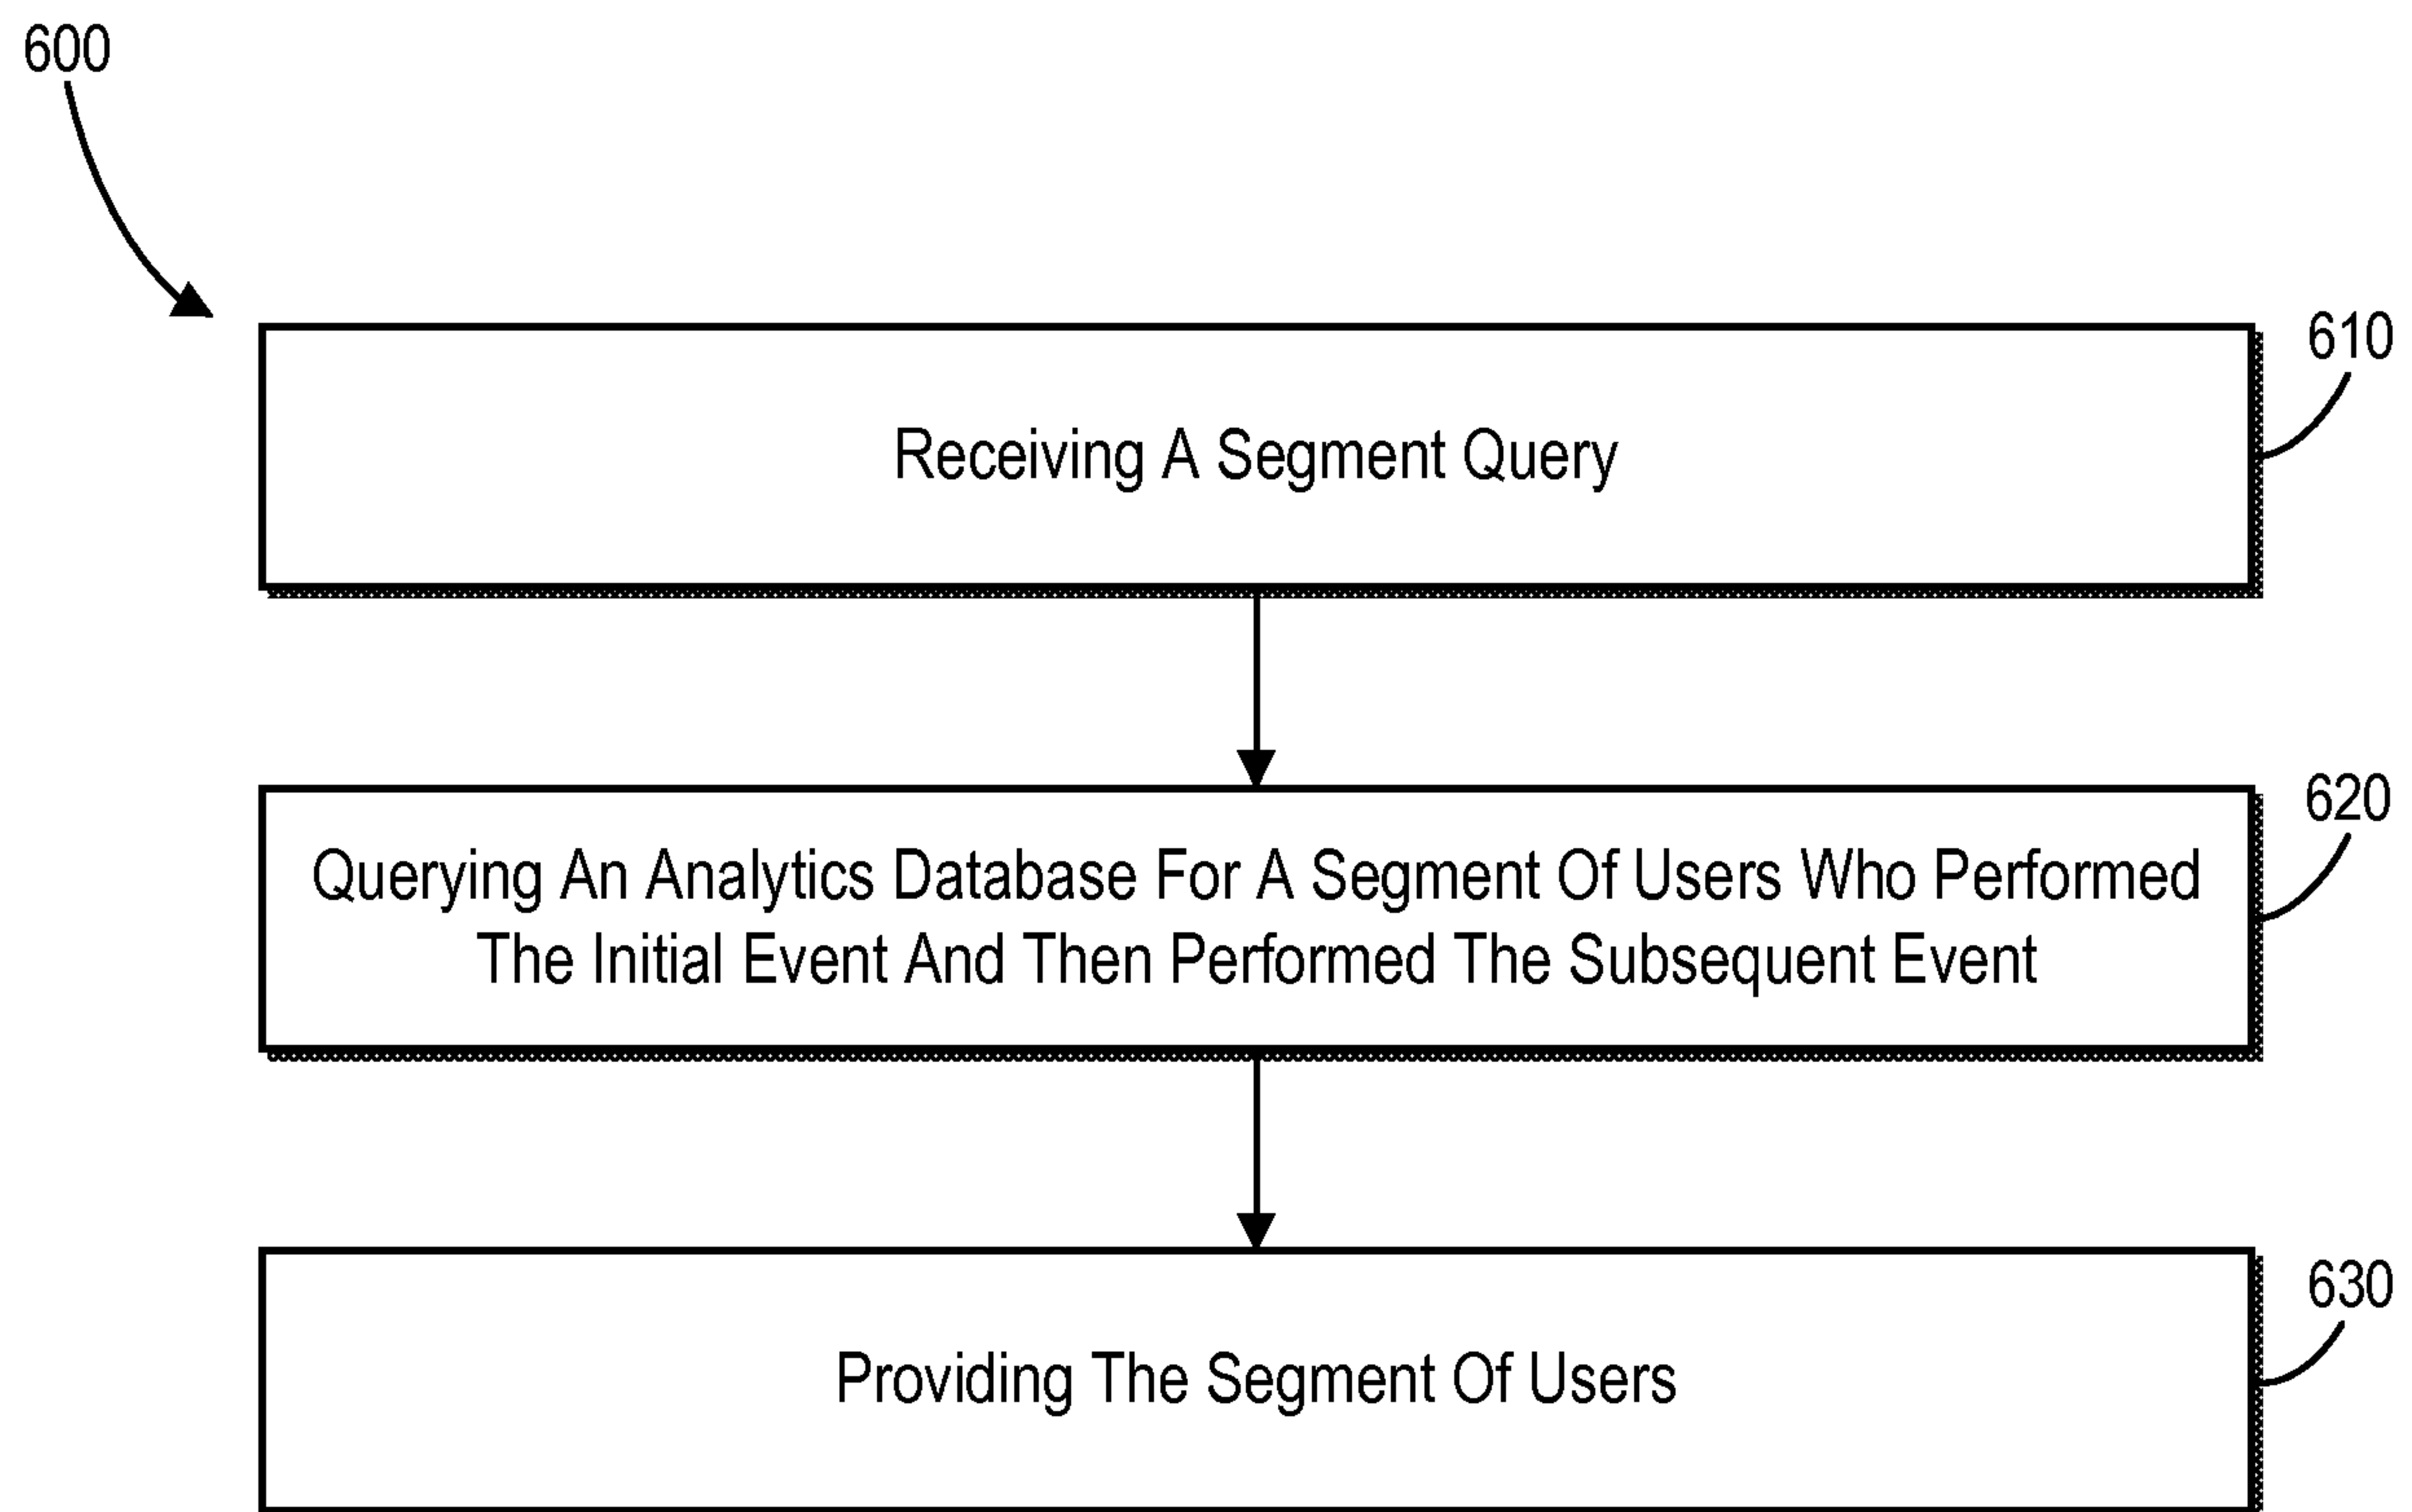 600
610
Receiving A Segment Query
620
Querying An Analytics Database For A Segment Of Users Who Performed
The Initial Event And Then Performed The Subsequent Event
630
Providing The Segment Of Users